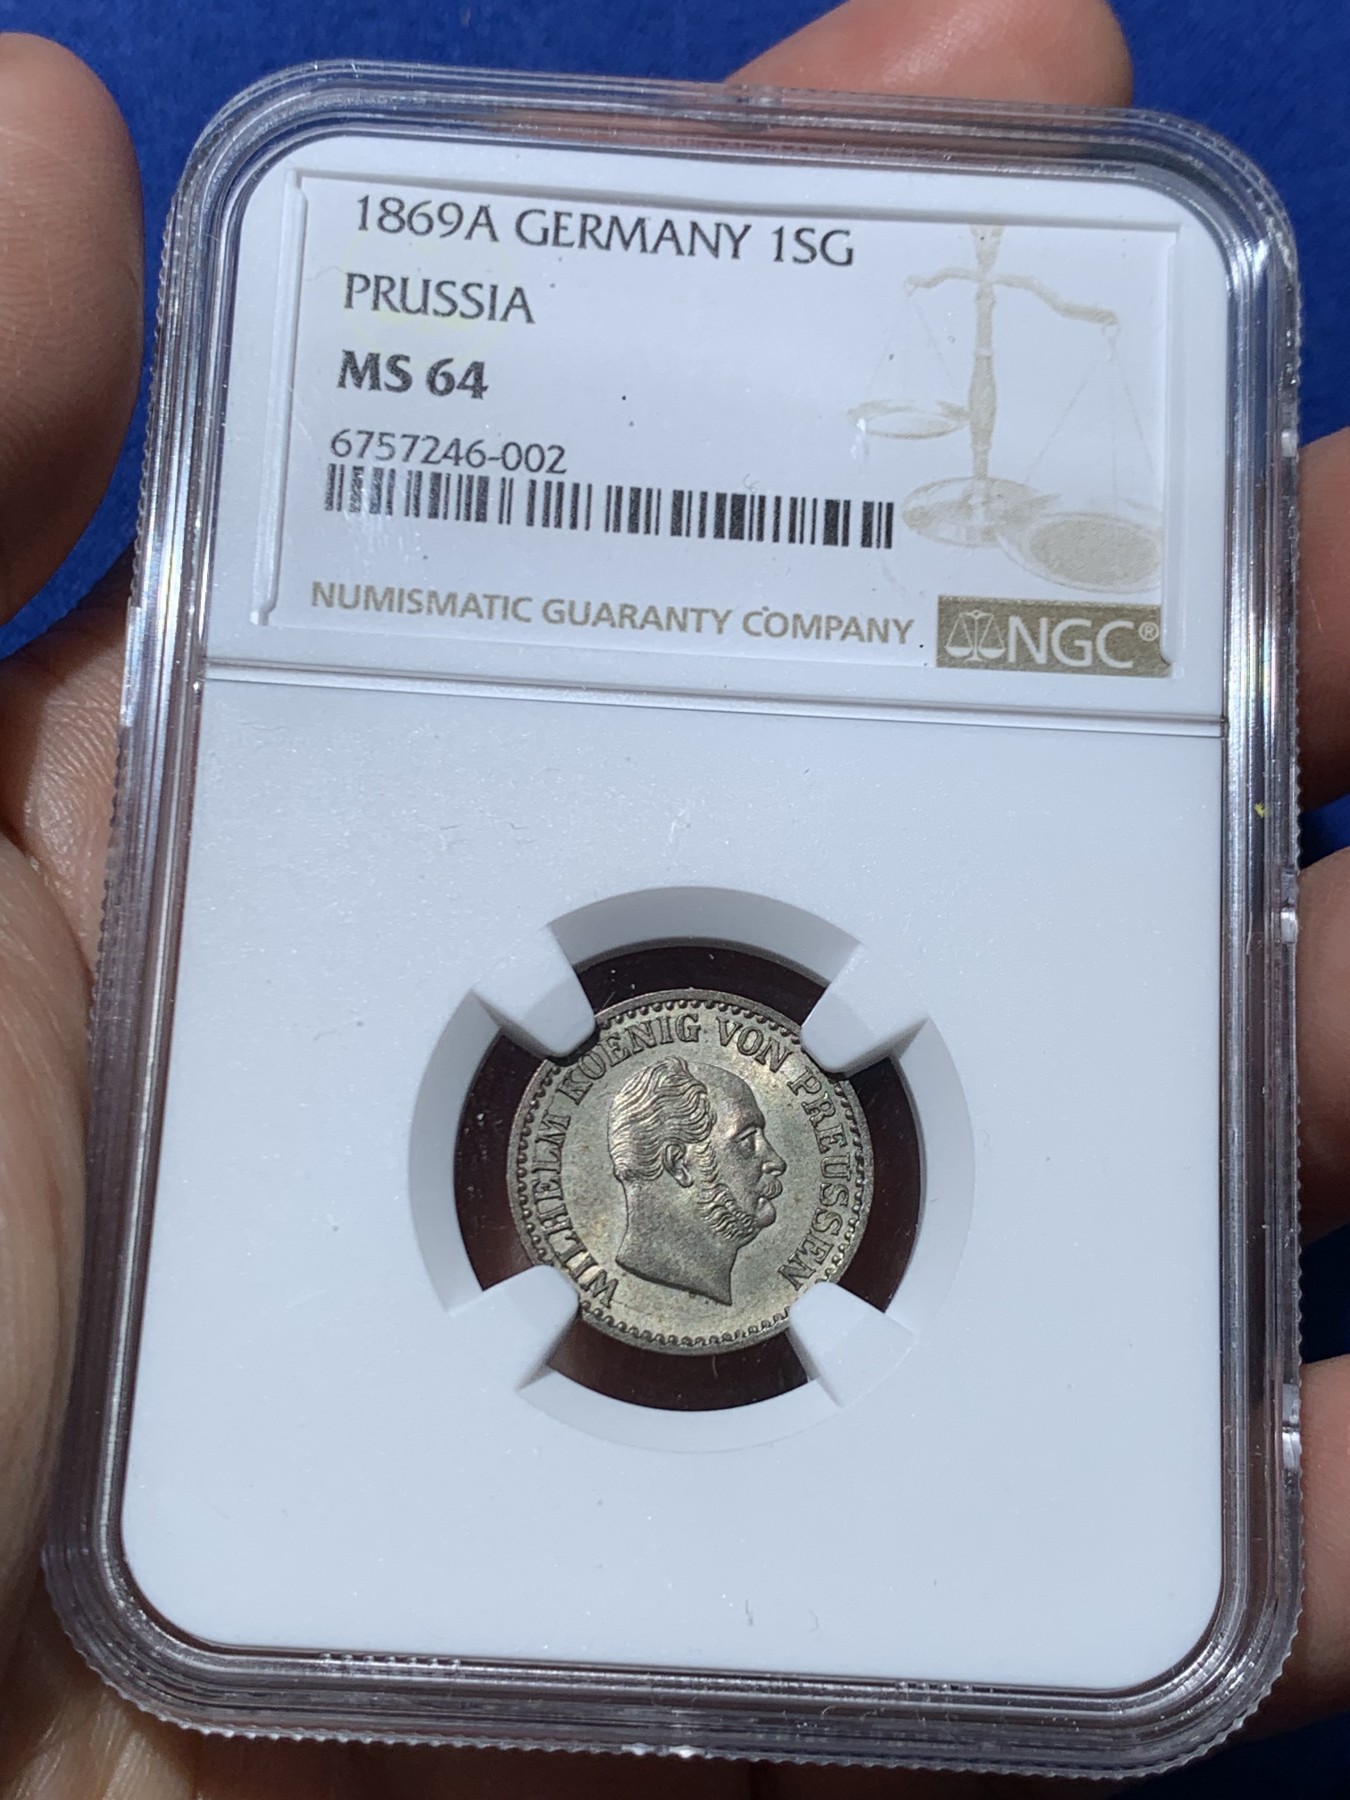 1869A GERMANY 1SG
PRUSSIA
MS 64
6757246-002
NUMISMATIC GUARANTY COMPANY
NGC®
WILHELM KOENIG VON PREUSSEN